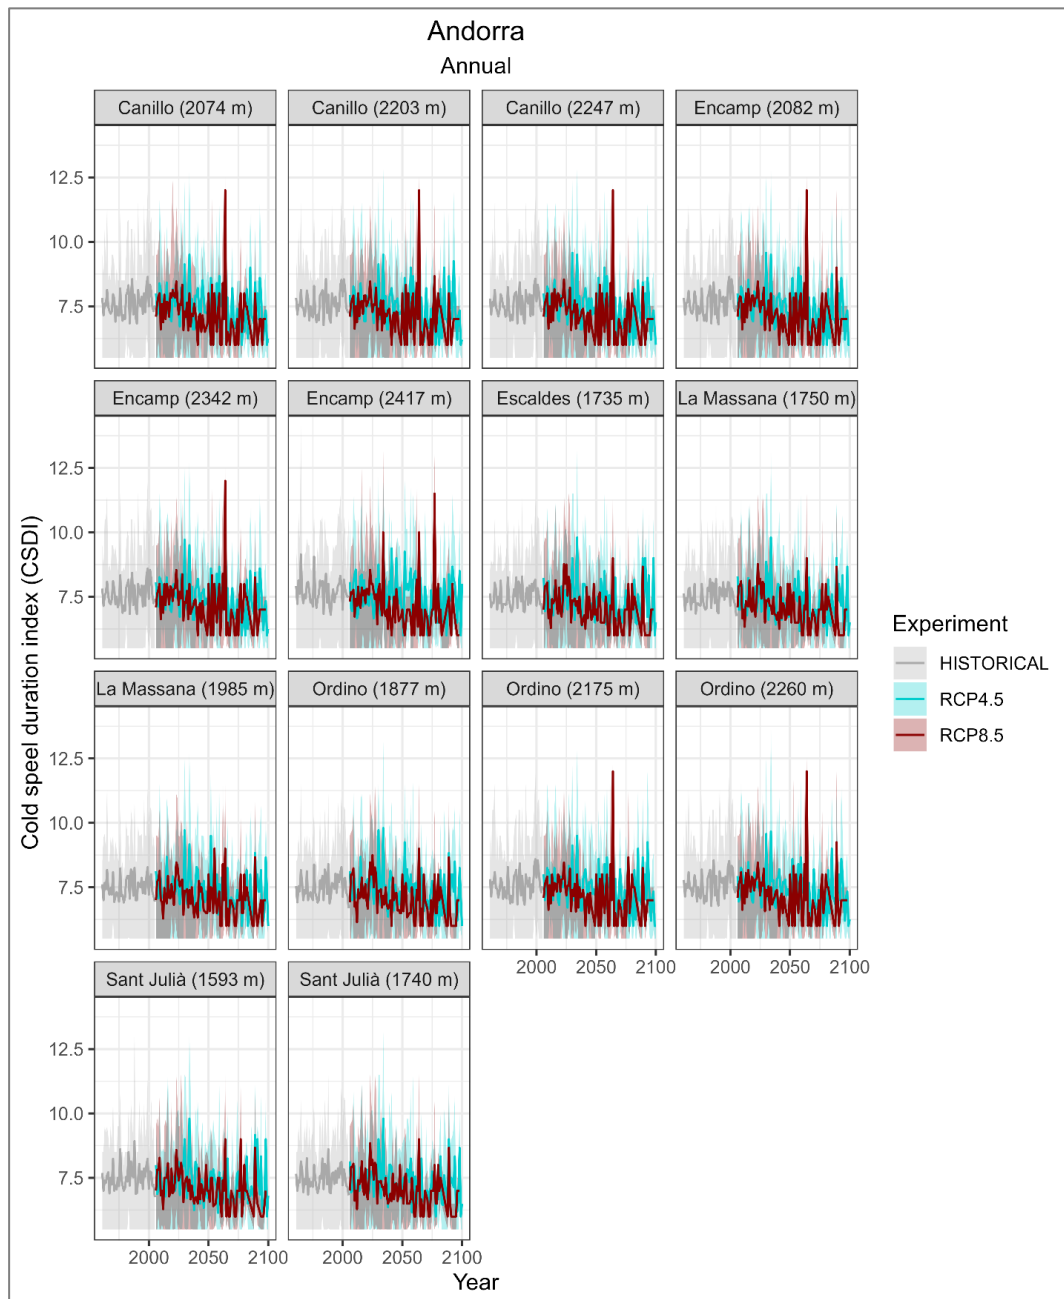 Andorra
Annual
Canillo (2074 m) Canillo (2203 m) Canillo (2247 m) Encamp (2082 m)
12.5
10.0
7.5
Encamp (2342 m) Encamp (2417 m) Escaldes (1735 m) La Massana (1750 m)
12.5
10.0
7.5
La Massana (1985 m) Ordino (1877 m) Ordino (2175 m) Ordino (2260 m)
12.5
10.0
7.5
2000 2050 2100 2000 2050 2100
Sant Julià (1593 m) Sant Julià (1740 m)
12.5
10.0
7.5
2000 2050 2100 2000 2050 2100
Year
Cold speel duration index (CSDI)
Experiment
HISTORICAL
RCP4.5
RCP8.5